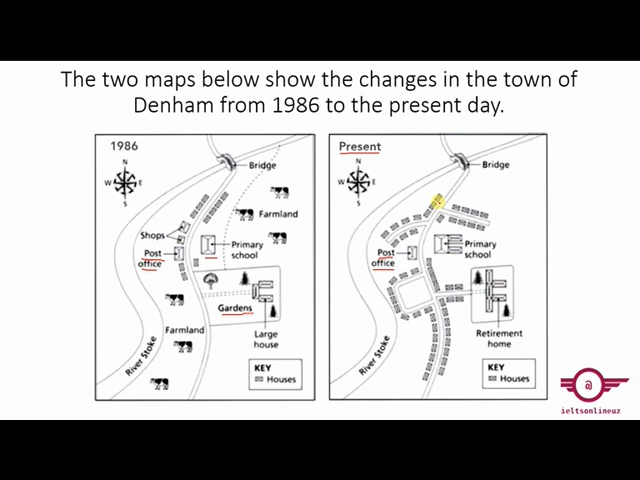 The two maps below show the changes in the town of
Denham from 1986 to the present day.
1986
N
W
E
S
Bridge
Farmland
Shops
Post
office
Primary
school
Gardens
Farmland
Large
house
River Stoke
KEY
Houses
Present
N
W
E
S
Bridge
Post
office
Primary
school
Retirement
home
River Stoke
KEY
Houses
@
ieltsonlineuz